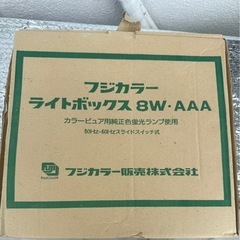 フジカラー
ライトボックス 8W・AAA
カラーピュア用純正色蛍光ランプ使用
50Hz-60Hzスライドスイッチ式
フジカラー販売株式会社